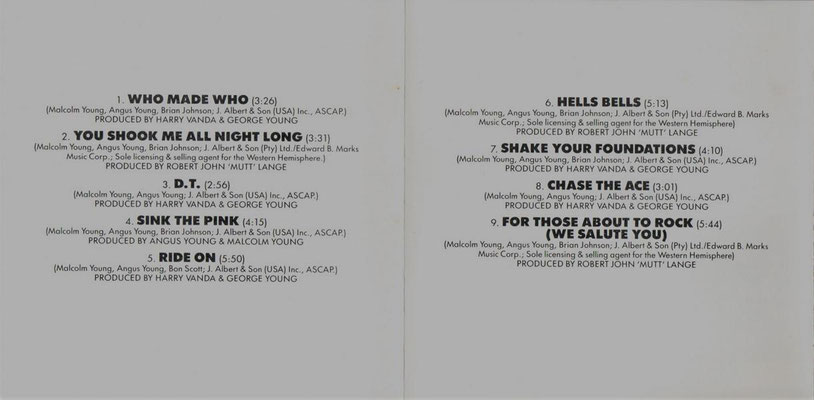 1. WHO MADE WHO (3:26)
(Malcolm Young, Angus Young, Brian Johnson; J. Albert & Son (USA) Inc., ASCAP.)
PRODUCED BY HARRY VANDA & GEORGE YOUNG
2. YOU SHOOK ME ALL NIGHT LONG (3:31)
(Malcolm Young, Angus Young, Brian Johnson; J. Albert & Son (Pty) Ltd./Edward B. Marks
Music Corp.; Sole licensing & selling agent for the Western Hemisphere.)
PRODUCED BY ROBERT JOHN 'MUTT' LANGE
3. D.T. (2:56)
(Malcolm Young, Angus Young; J. Albert & Son (USA) Inc., ASCAP.)
PRODUCED BY HARRY VANDA & GEORGE YOUNG
4. SINK THE PINK (4:15)
(Malcolm Young, Angus Young, Brian Johnson; J. Albert & Son (USA) Inc., ASCAP.)
PRODUCED BY ANGUS YOUNG & MALCOLM YOUNG
5. RIDE ON (5:50)
(Malcolm Young, Angus Young, Bon Scott; J. Albert & Son (USA) Inc., ASCAP.)
PRODUCED BY HARRY VANDA & GEORGE YOUNG
6. HELLS BELLS (5:13)
(Malcolm Young, Angus Young, Brian Johnson; J. Albert & Son (Pty) Ltd./Edward B. Marks
Music Corp.; Sole licensing & selling agent for the Western Hemisphere)
PRODUCED BY ROBERT JOHN 'MUTT' LANGE
7. SHAKE YOUR FOUNDATIONS (4:10)
(Malcolm Young, Angus Young, Brian Johnson; J. Albert & Son (USA) Inc., ASCAP.)
PRODUCED BY HARRY VANDA & GEORGE YOUNG
8. CHASE THE ACE (3:01)
(Malcolm Young, Angus Young; J. Albert & Son (USA) Inc., ASCAP.)
PRODUCED BY HARRY VANDA & GEORGE YOUNG
9. FOR THOSE ABOUT TO ROCK (5:44)
(WE SALUTE YOU)
(Malcolm Young, Angus Young, Brian Johnson; J. Albert & Son (Pty) Ltd./Edward B. Marks
Music Corp.; Sole licensing & selling agent for the Western Hemisphere)
PRODUCED BY ROBERT JOHN 'MUTT' LANGE